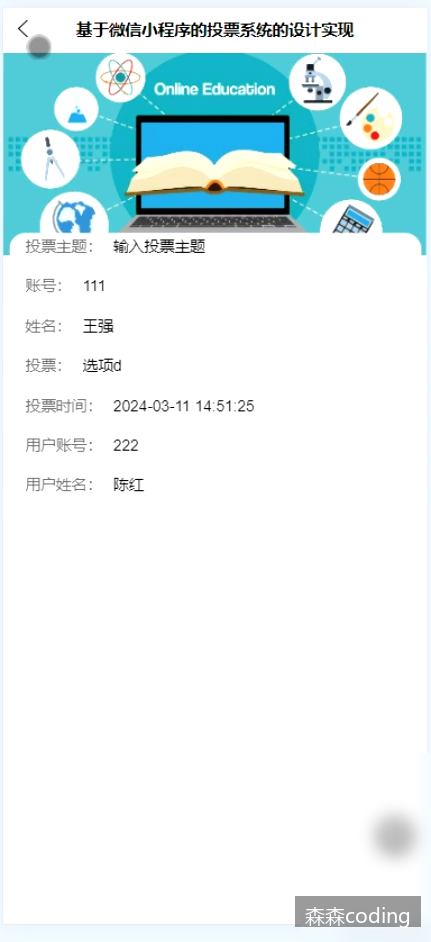 基于微信小程序的投票系统的设计实现
Online Education
投票主题： 输入投票主题
账号： 111
姓名： 王强
投票： 选项d
投票时间： 2024-03-11 14:51:25
用户账号： 222
用户姓名： 陈红
森森coding